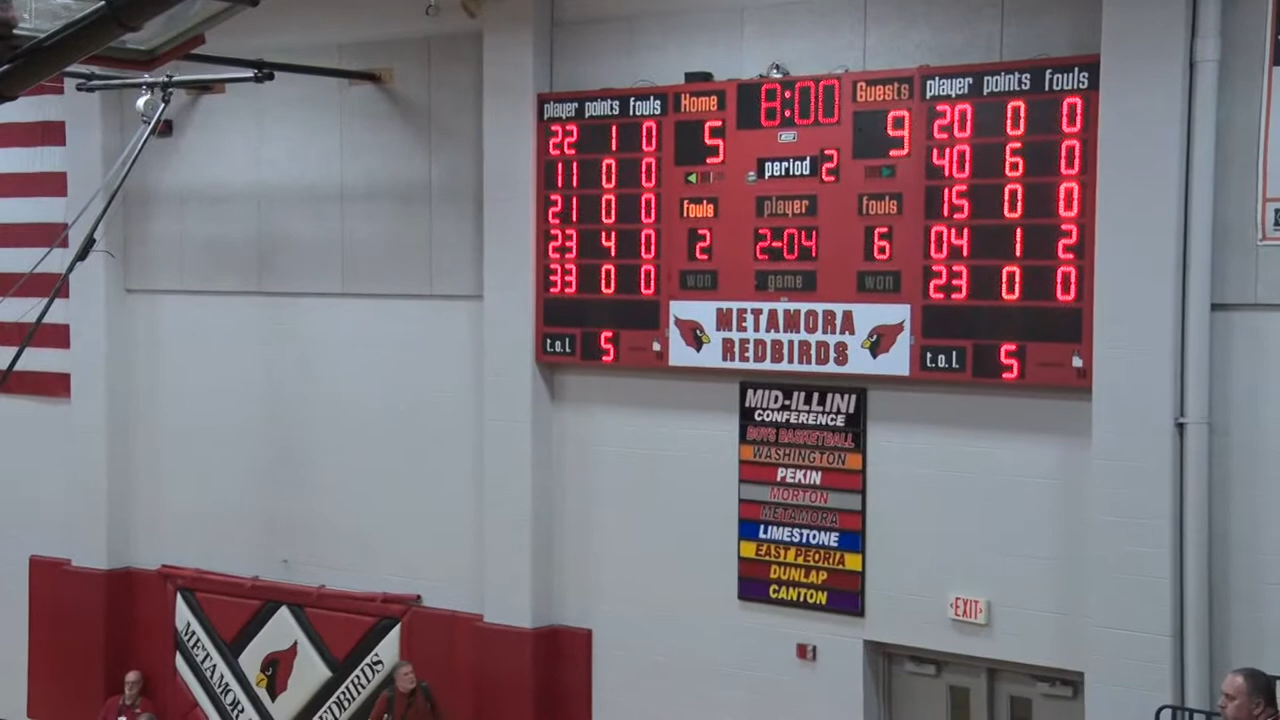 player points fouls
22 1 0
11 0 0
21 0 0
23 4 0
33 0 0
t.o.l 5
Home 8:00 Guests
5 9
period 2
fouls player fouls
2 2-04 6
won game won
METAMORA
REDBIRDS
player points fouls
20 0 0
40 6 0
15 0 0
04 1 2
23 0 0
t.o.l 5
MID-ILLINI
CONFERENCE
BOYS BASKETBALL
WASHINGTON
PEKIN
MORTON
METAMORA
LIMESTONE
EAST PEORIA
DUNLAP
CANTON
EXIT
METAMORA REDBIRDS